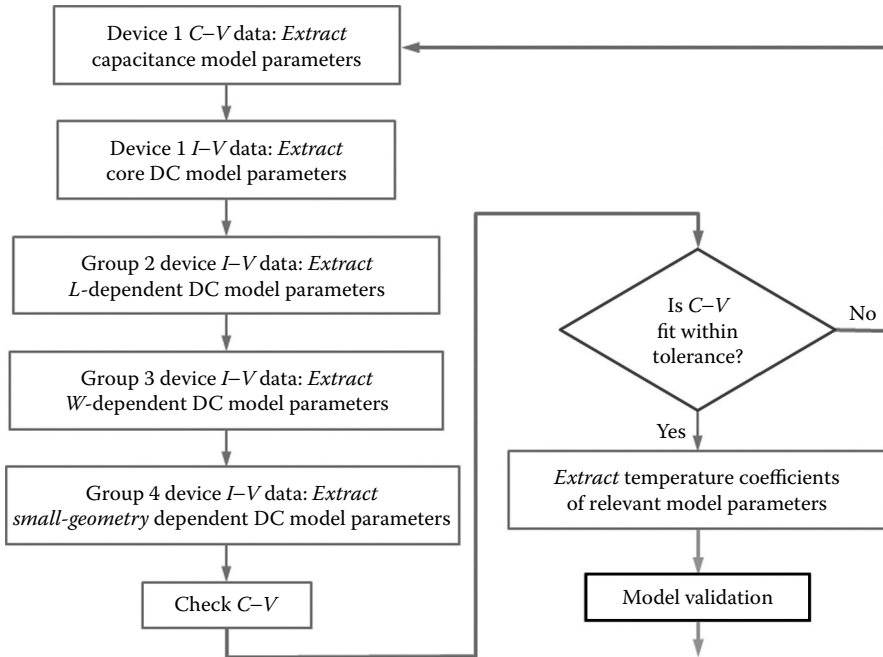 Device 1 C–V data: Extract
capacitance model parameters
Device 1 I–V data: Extract
core DC model parameters
Group 2 device I–V data: Extract
L-dependent DC model parameters
Group 3 device I–V data: Extract
W-dependent DC model parameters
Group 4 device I–V data: Extract
small-geometry dependent DC model parameters
Check C–V
Is C–V
fit within
tolerance?
No
Yes
Extract temperature coefficients
of relevant model parameters
Model validation